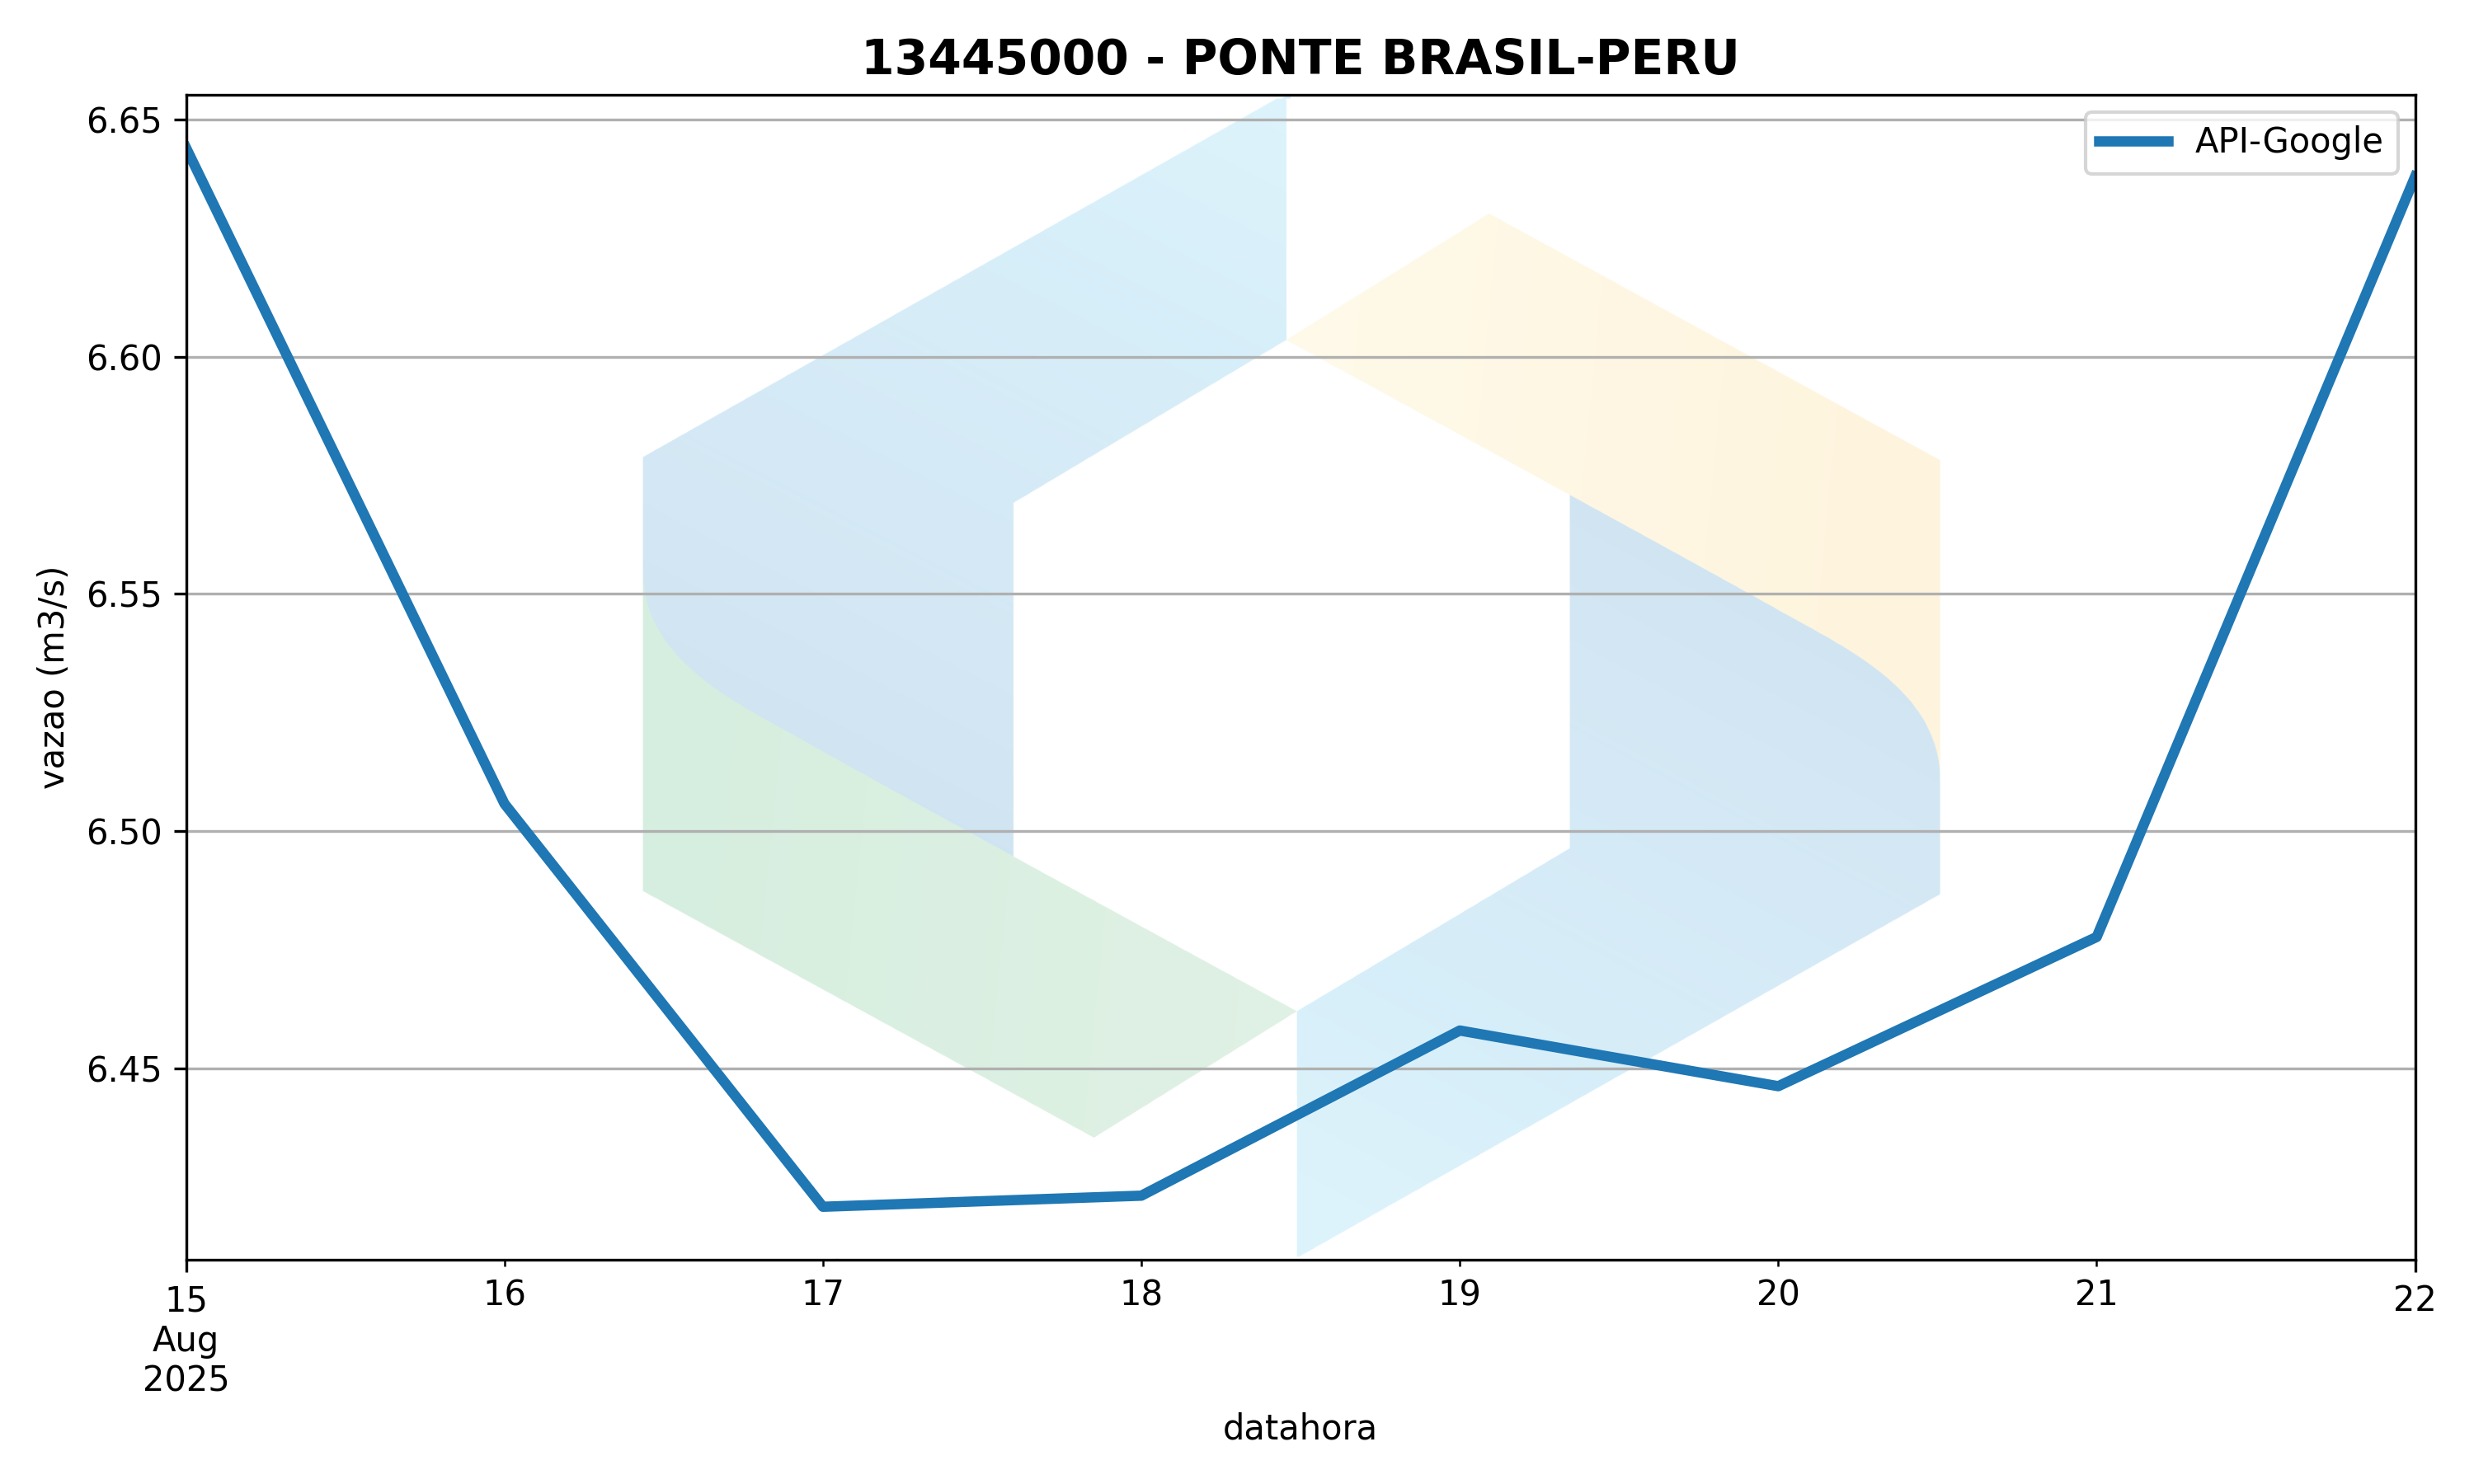 13445000 - PONTE BRASIL-PERU
API-Google
vazao (m3/s)
6.65
6.60
6.55
6.50
6.45
15 16 17 18 19 20 21 22
Aug
2025
datahora